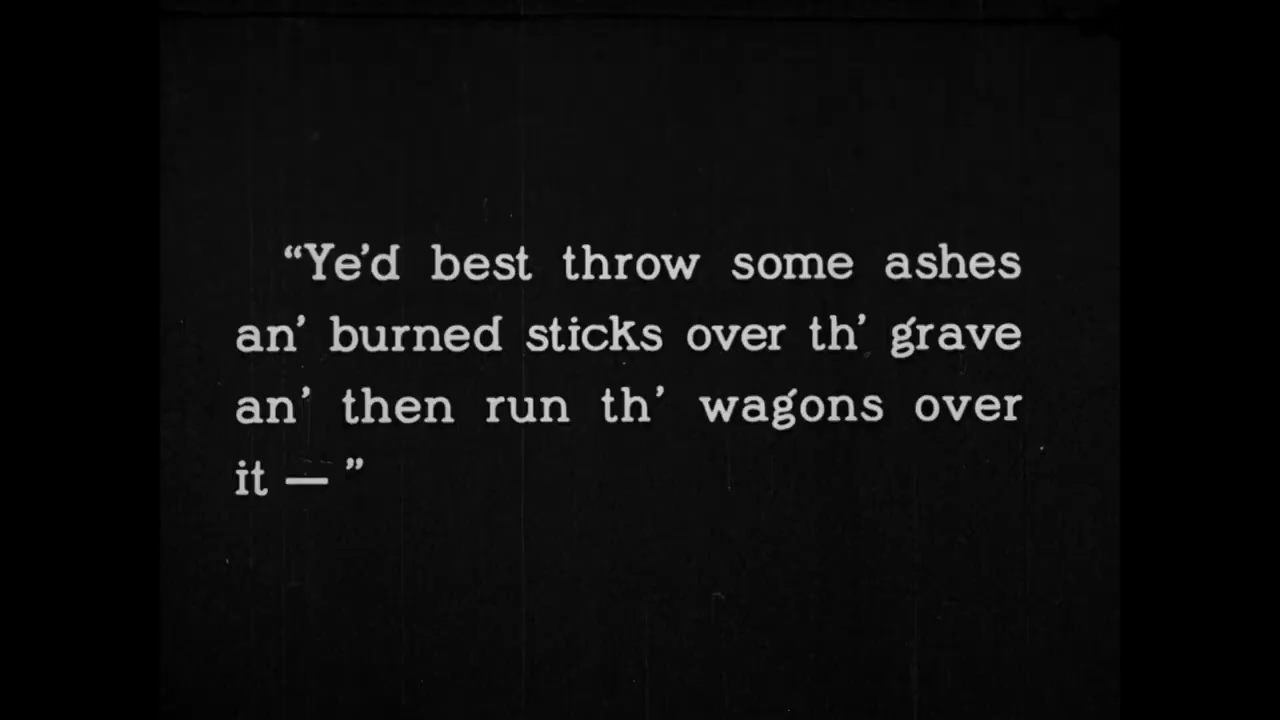 “Ye’d best throw some ashes
an’ burned sticks over th’ grave
an’ then run th’ wagons over
it — ”